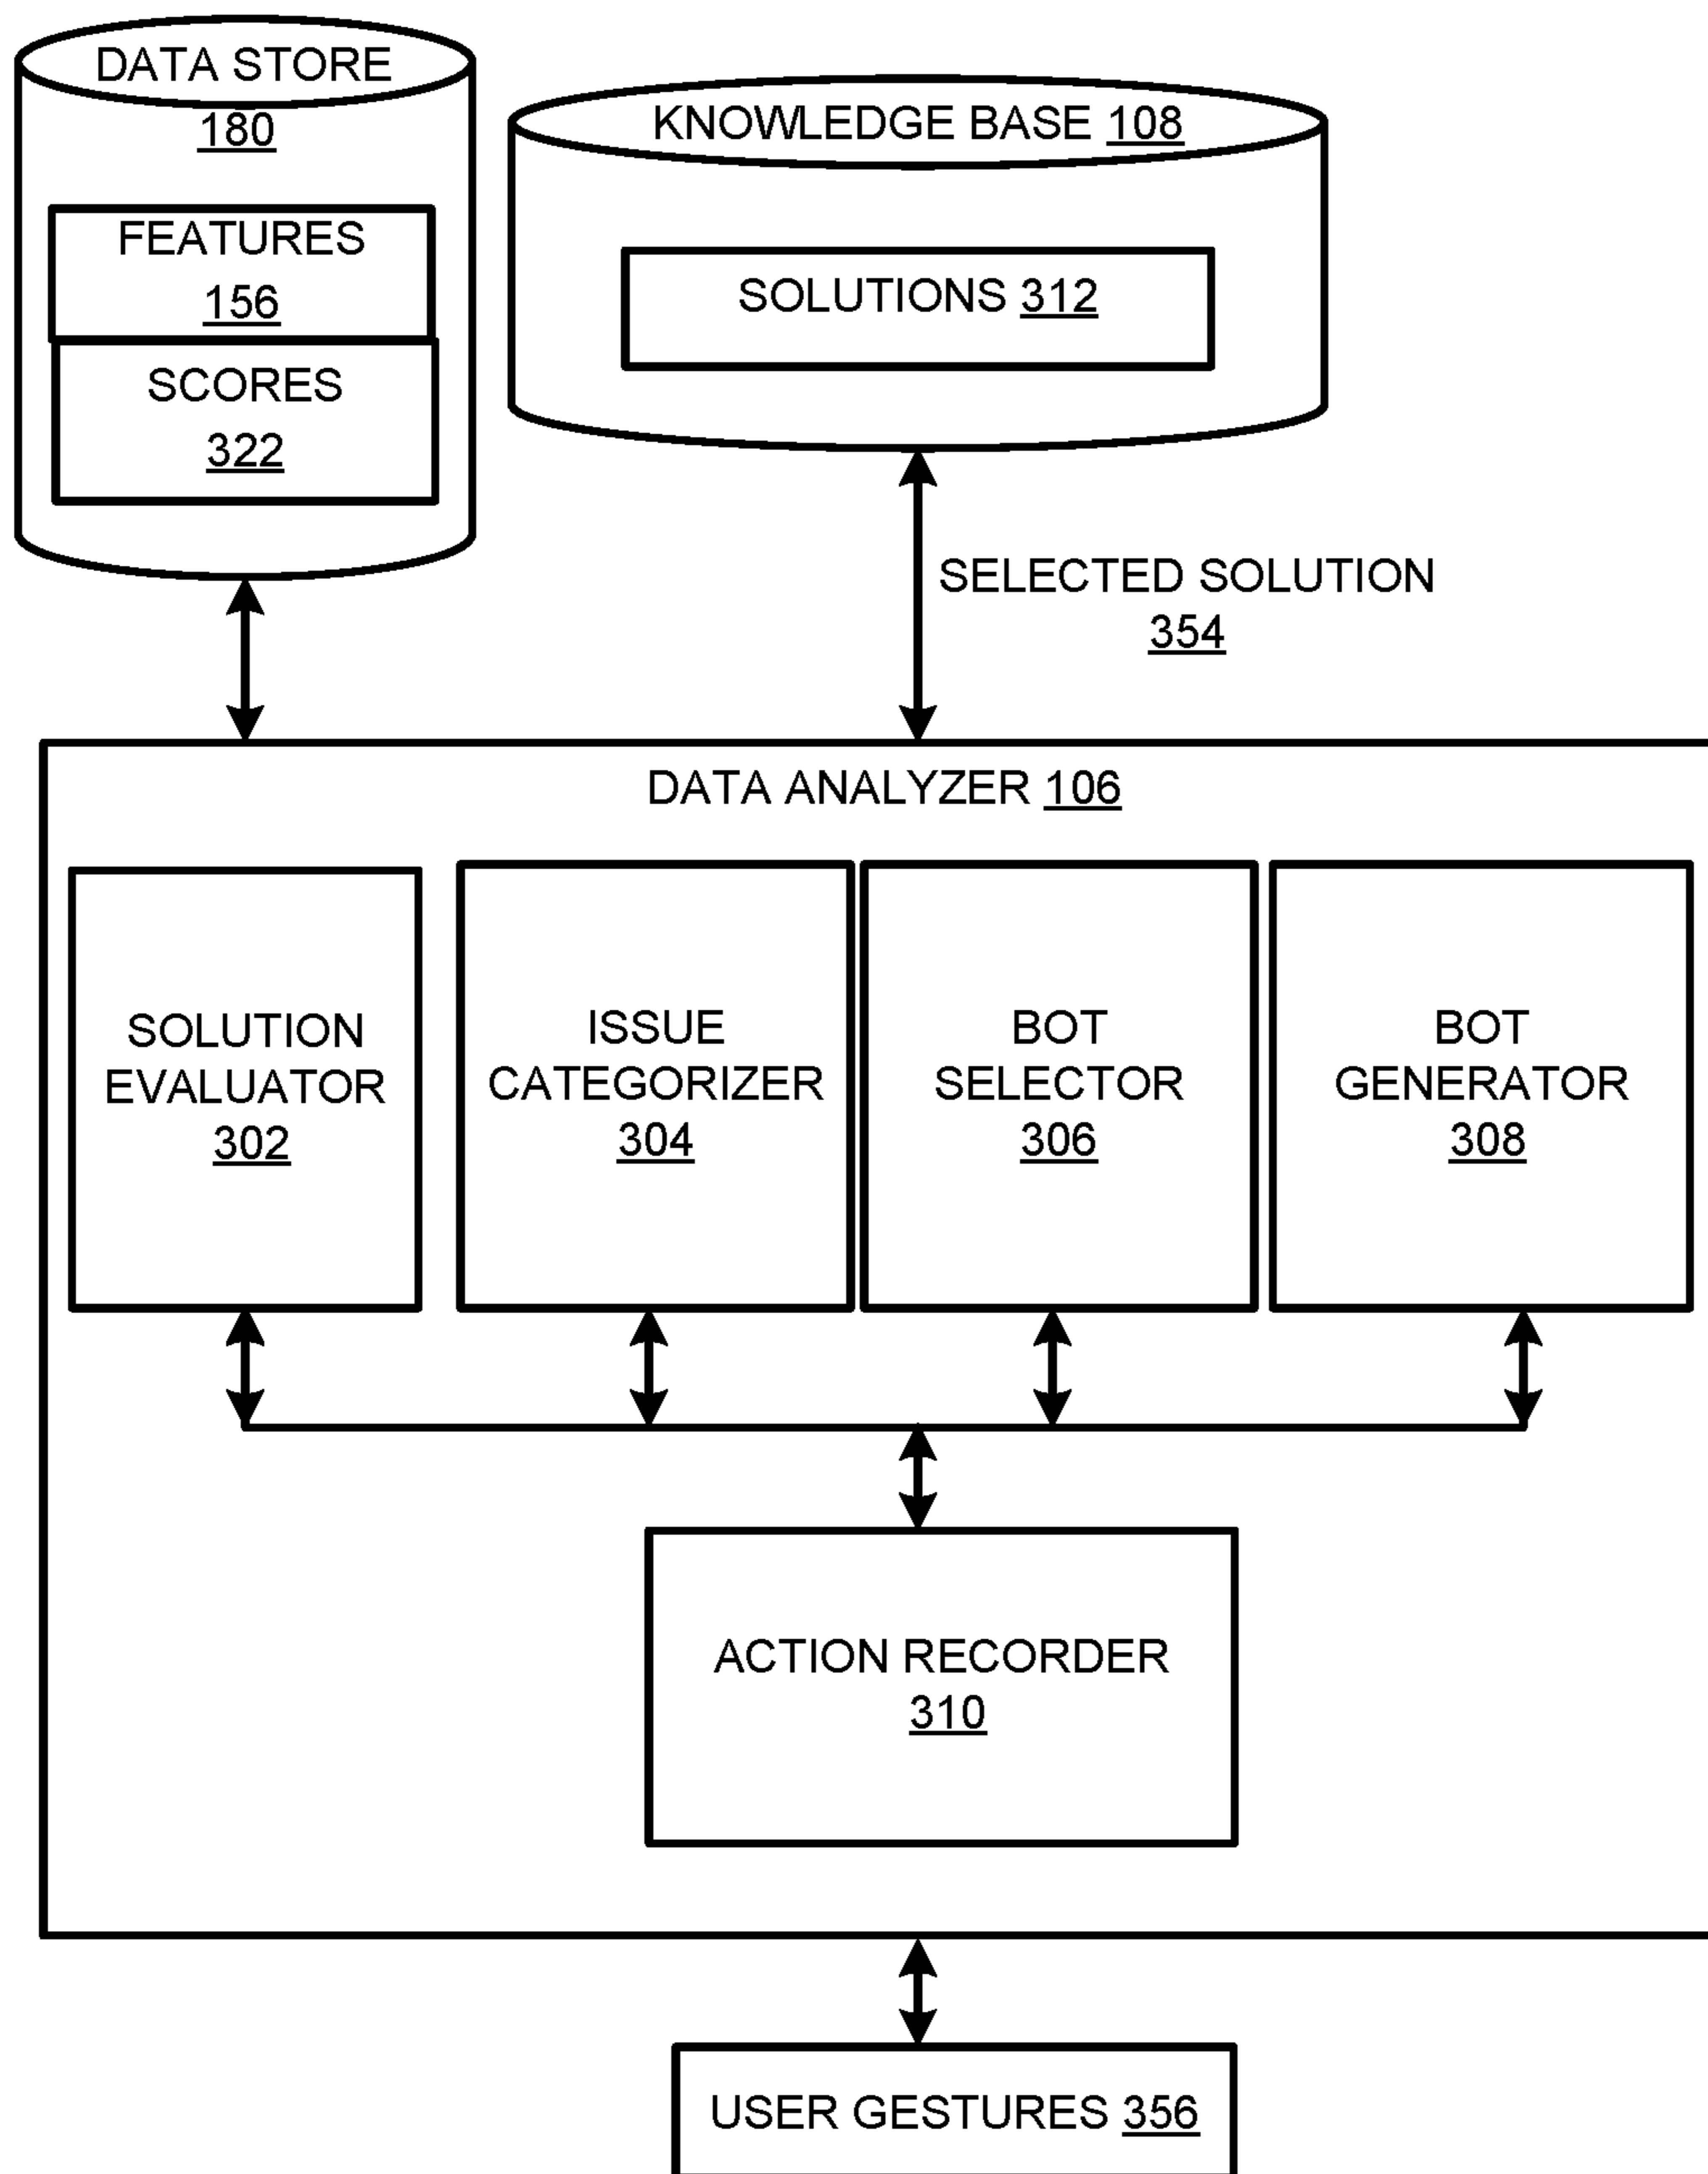 DATA STORE
180
FEATURES
156
SCORES
322
KNOWLEDGE BASE 108
SOLUTIONS 312
SELECTED SOLUTION
354
DATA ANALYZER 106
SOLUTION
EVALUATOR
302
ISSUE
CATEGORIZER
304
BOT
SELECTOR
306
BOT
GENERATOR
308
ACTION RECORDER
310
USER GESTURES 356